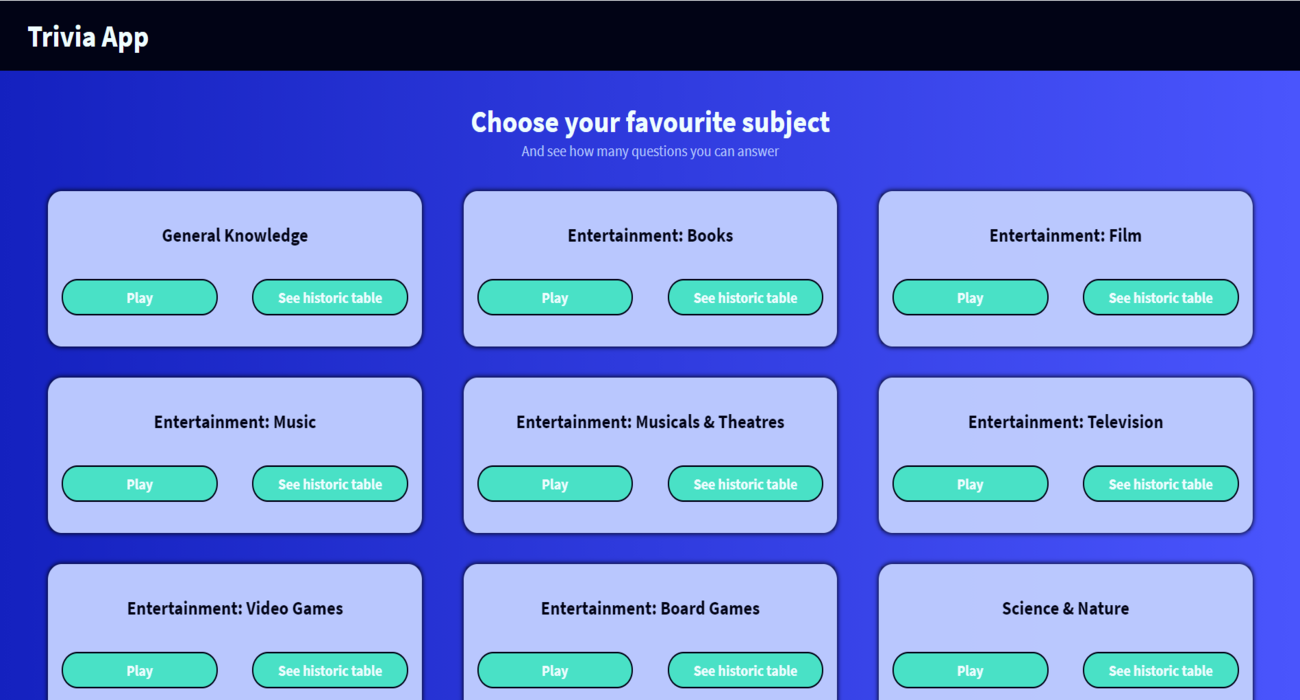 Trivia App
Choose your favourite subject
And see how many questions you can answer
General Knowledge
Play
See historic table
Entertainment: Books
Play
See historic table
Entertainment: Film
Play
See historic table
Entertainment: Music
Play
See historic table
Entertainment: Musicals & Theatres
Play
See historic table
Entertainment: Television
Play
See historic table
Entertainment: Video Games
Play
See historic table
Entertainment: Board Games
Play
See historic table
Science & Nature
Play
See historic table